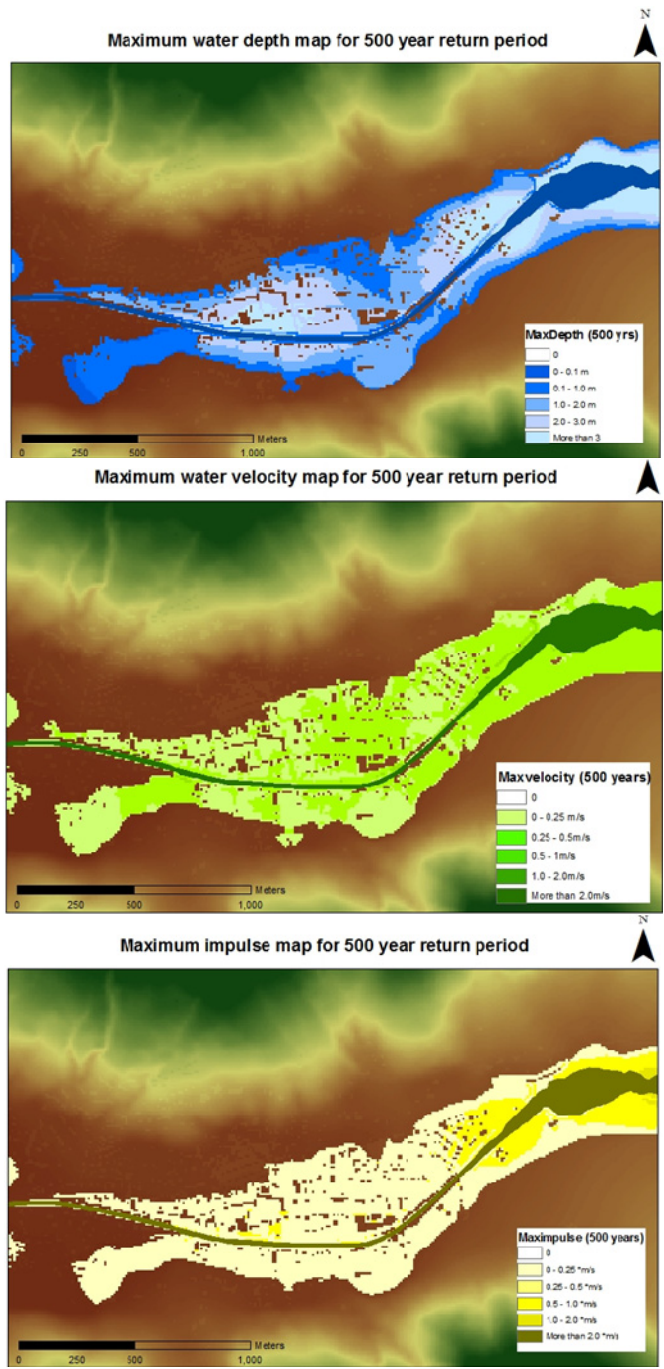 N
Maximum water depth map for 500 year return period
MaxDepth (500 yrs)
0
0 - 0.1 m
0.1 - 1.0 m
1.0 - 2.0 m
2.0 - 3.0 m
More than 3
Meters
0 250 500 1,000
Maximum water velocity map for 500 year return period
Maxvelocity (500 years)
0
0 - 0.25 m/s
0.25 - 0.5m/s
0.5 - 1m/s
1.0 - 2.0m/s
More than 2.0m/s
Meters
0 250 500 1,000
N
Maximum impulse map for 500 year return period
Maximpulse (500 years)
0
0 - 0.25 *m/s
0.25 - 0.5 *m/s
0.5 - 1.0 *m/s
1.0 - 2.0 *m/s
More than 2.0 *m/s
Meters
0 250 500 1,000